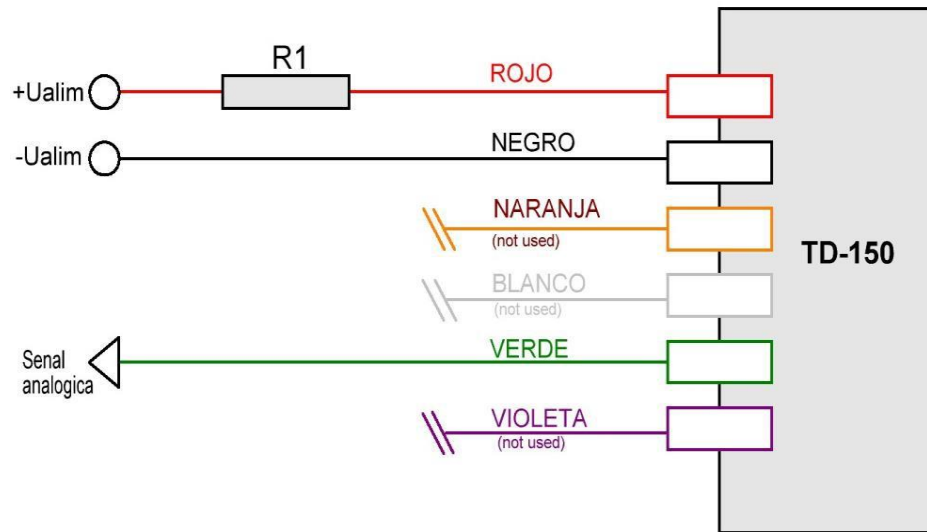 R1
ROJO
+Ualim
NEGRO
-Ualim
NARANJA
(not used)
TD-150
BLANCO
(not used)
VERDE
Senal
analogica
VIOLETA
(not used)